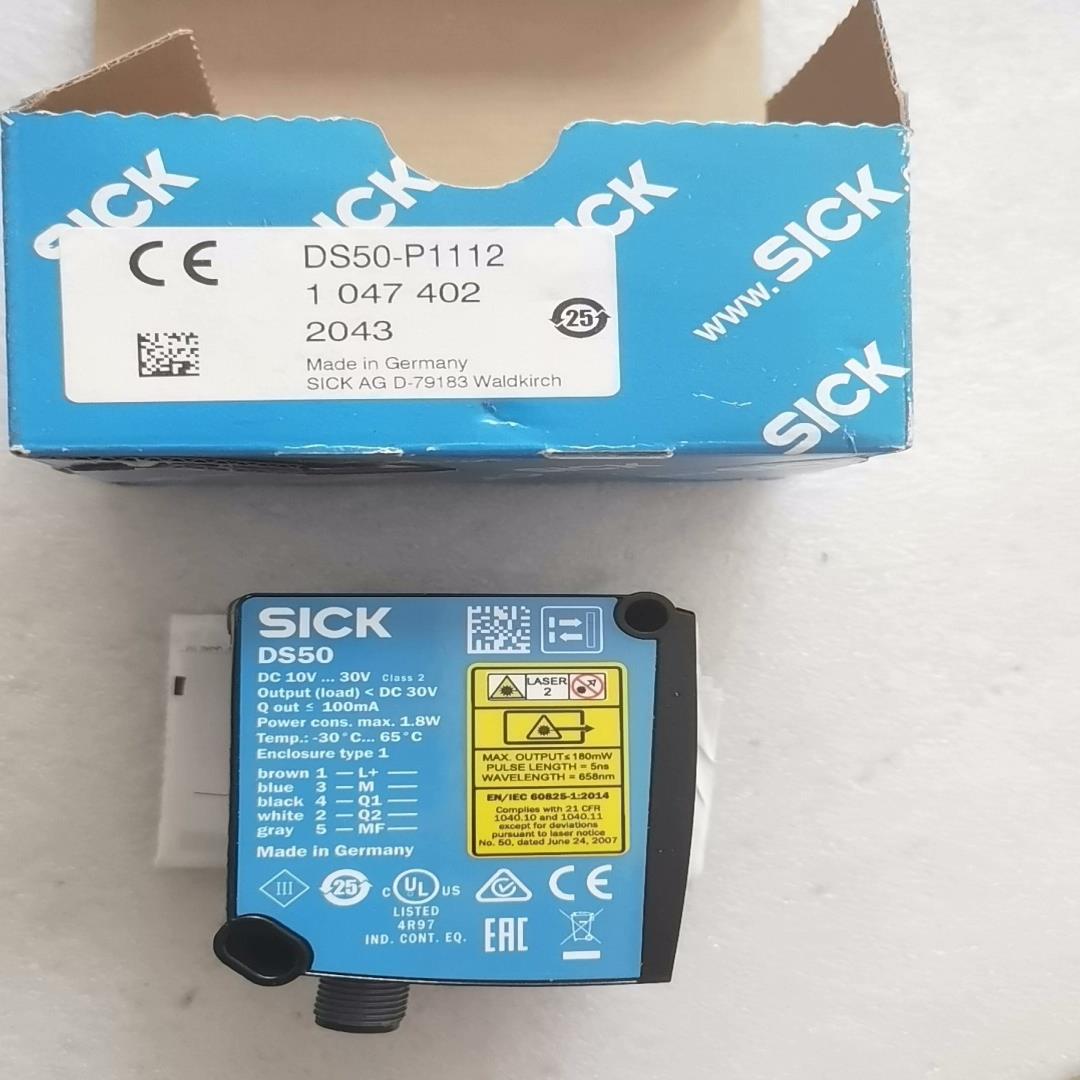 SICK
SICK
SICK
www.SICK.
SICK
CE
DS50-P1112
1 047 402
2043
25
Made in Germany
SICK AG D-79183 Waldkirch
SICK
DS50
DC 10V ... 30V Class 2
Output (load) < DC 30V
Q out ≤ 100mA
Power cons. max. 1.8W
Temp.: -30°C... 65°C
Enclosure type 1
brown 1 — L+ —
blue 3 — M —
black 4 — Q1 —
white 2 — Q2 —
gray 5 — MF —
Made in Germany
LASER
2
MAX. OUTPUT≤180mW
PULSE LENGTH = 5ns
WAVELENGTH = 658nm
EN/IEC 60825-1:2014
Complies with 21 CFR
1040.10 and 1040.11
except for deviations
pursuant to laser notice
No. 50, dated June 24, 2007
III
25
C UL US
LISTED
4R97
IND. CONT. EQ.
CE
EAC